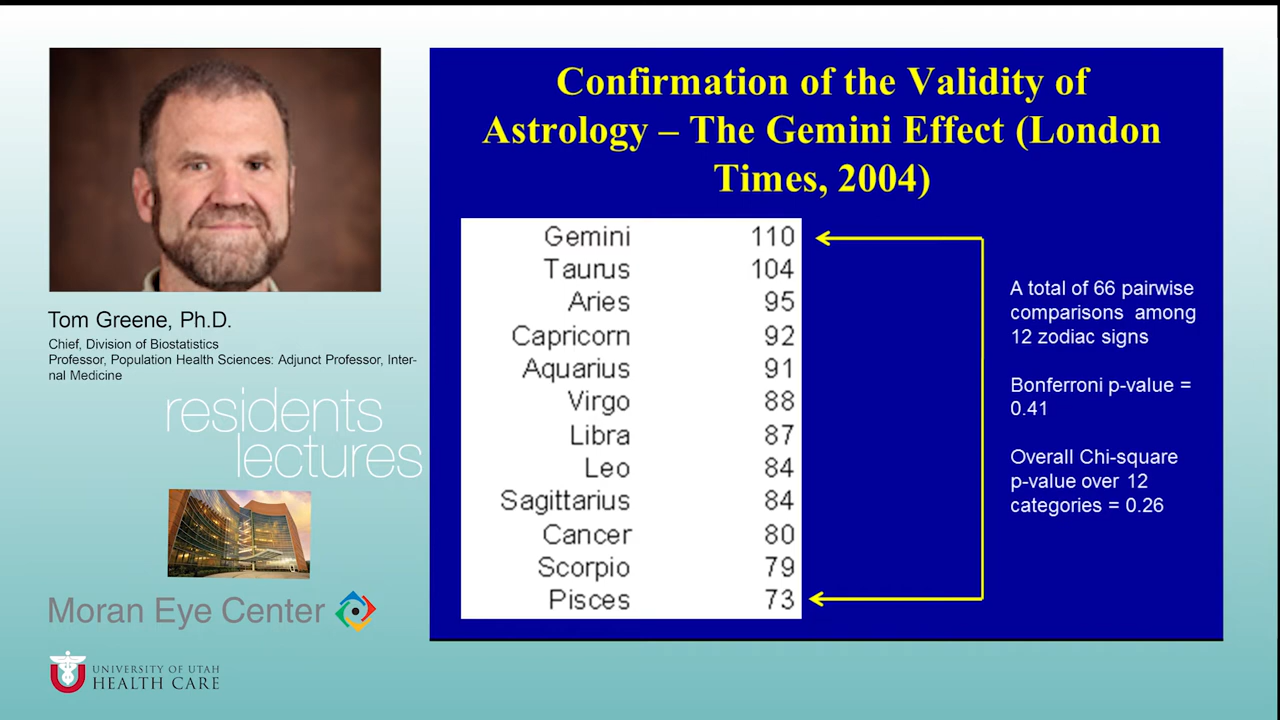 Confirmation of the Validity of
Astrology – The Gemini Effect (London
Times, 2004)
Gemini 110
Taurus 104
Aries 95
Capricorn 92
Aquarius 91
Virgo 88
Libra 87
Leo 84
Sagittarius 84
Cancer 80
Scorpio 79
Pisces 73
A total of 66 pairwise
comparisons among
12 zodiac signs
Bonferroni p-value =
0.41
Overall Chi-square
p-value over 12
categories = 0.26
Tom Greene, Ph.D.
Chief, Division of Biostatistics
Professor, Population Health Sciences: Adjunct Professor, Inter-
nal Medicine
residents
lectures
Moran Eye Center
UNIVERSITY OF UTAH
HEALTH CARE